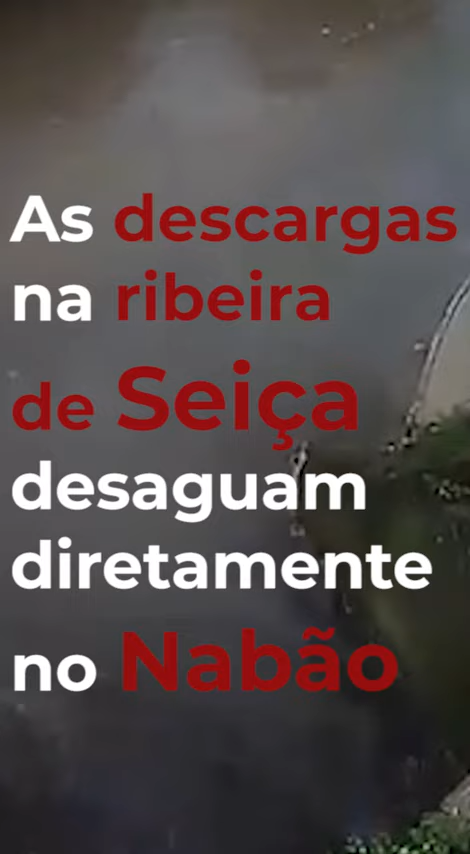 As descargas
na ribeira
de Seiça
desaguam
diretamente
no Nabão